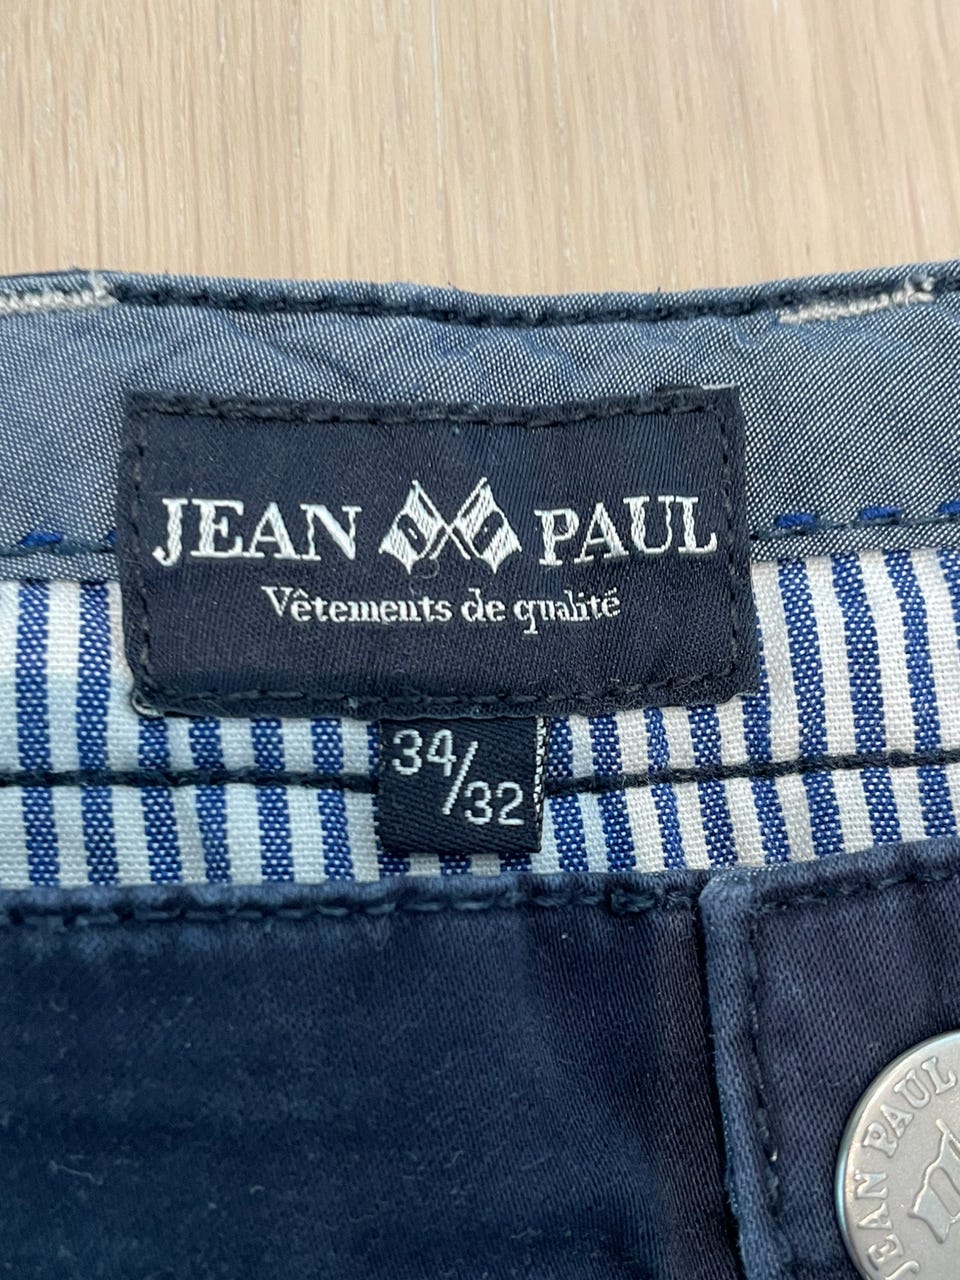 JEAN PAUL
Vêtements de qualité
34/32
JEAN PAUL